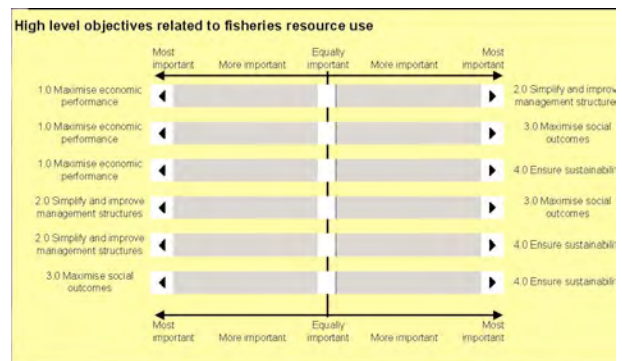 High level objectives related to fisheries resource use
Most Equally Most
important More important important More important important
1.0 Maximise economic 2.0 Simplify and improv
performance management structure
1.0 Maximise economic 3.0 Maximise social
performance outcomes
1.0 Maximise economic 4.0 Ensure sustainabilit
performance
2.0 Simplify and improve 3.0 Maximise social
management structures outcomes
2.0 Simplify and improve 4.0 Ensure sustainabilit
management structures
3.0 Maximise social 4.0 Ensure sustainabilit
outcomes
Most Equally Most
important More important important More important important